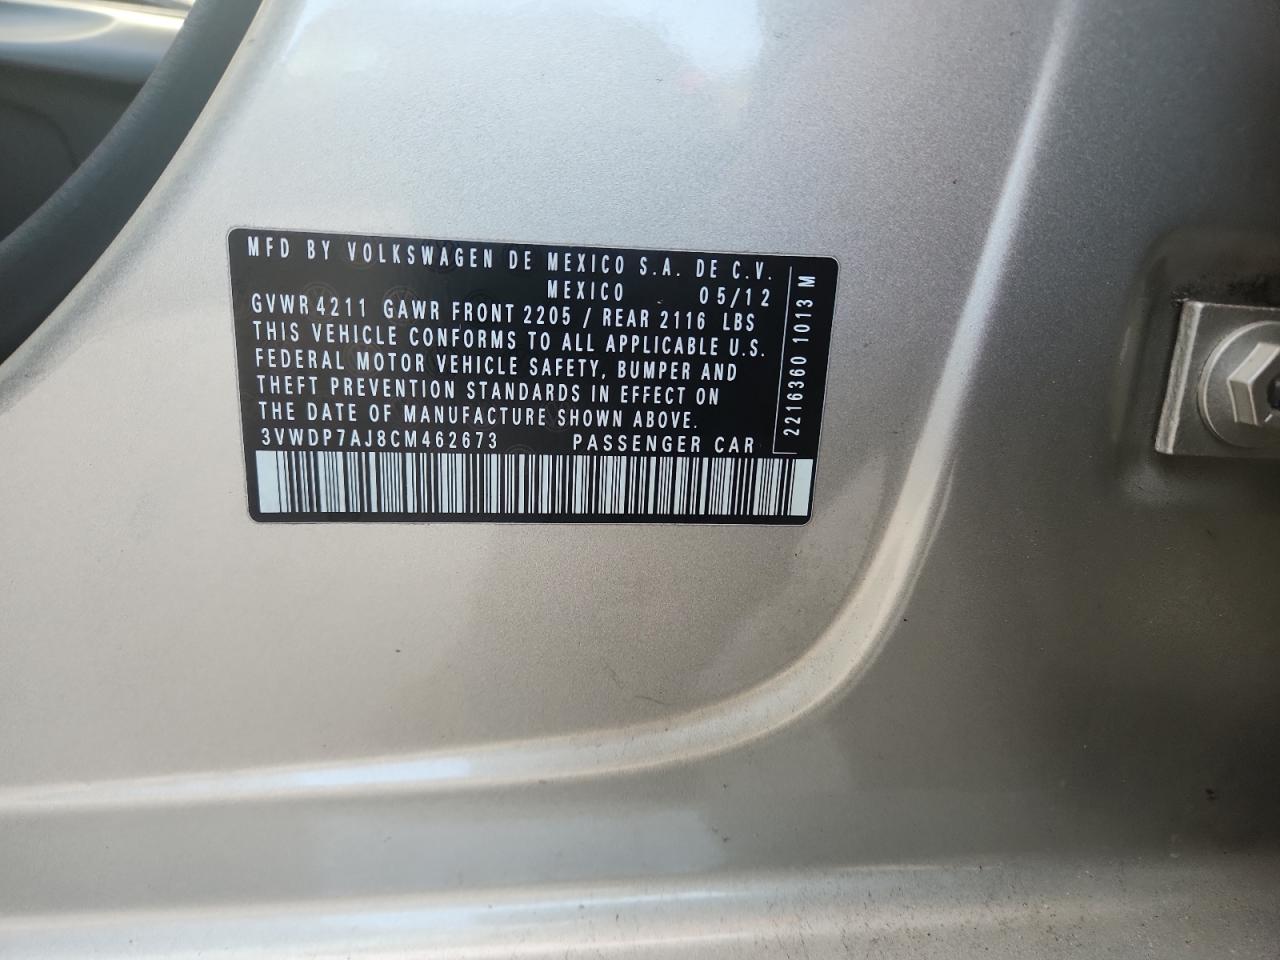 MFD BY VOLKSWAGEN DE MEXICO S.A. DE C.V.
MEXICO 05/12
GVWR 4211 GAWR FRONT 2205 / REAR 2116 LBS
THIS VEHICLE CONFORMS TO ALL APPLICABLE U.S.
FEDERAL MOTOR VEHICLE SAFETY, BUMPER AND
THEFT PREVENTION STANDARDS IN EFFECT ON
THE DATE OF MANUFACTURE SHOWN ABOVE.
3VWDP7AJ8CM462673 PASSENGER CAR
2216360 1013 M